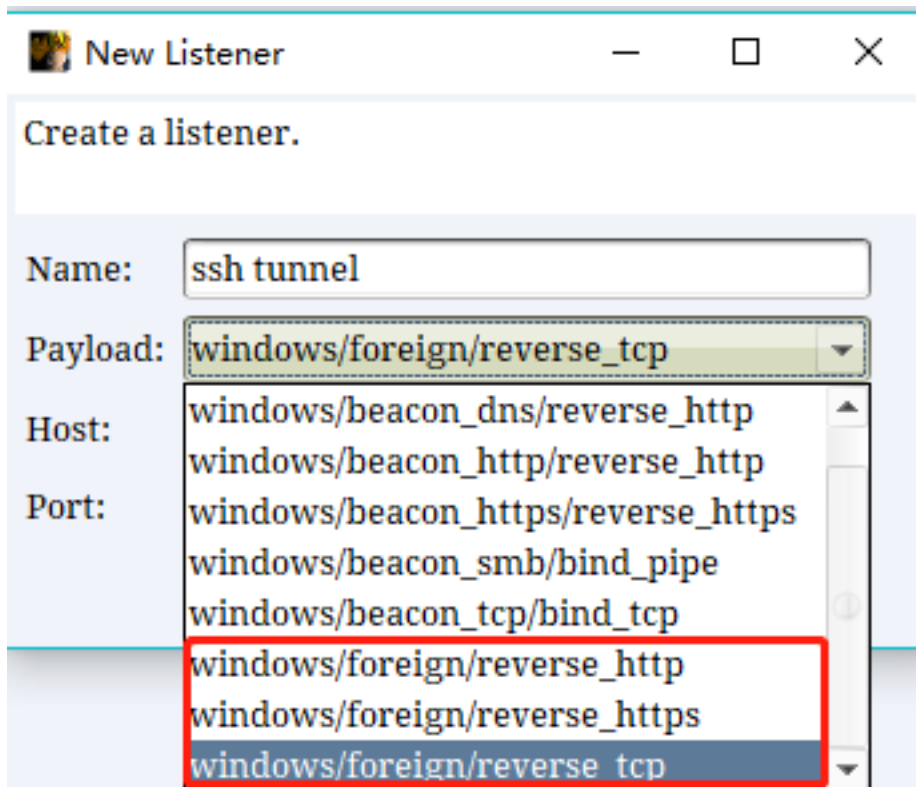 New Listener
Create a listener.
Name: ssh tunnel
Payload: windows/foreign/reverse_tcp
windows/beacon_dns/reverse_http
Host:
windows/beacon_http/reverse_http
Port:
windows/beacon_https/reverse_https
windows/beacon_smb/bind_pipe
windows/beacon_tcp/bind_tcp
windows/foreign/reverse_http
windows/foreign/reverse_https
windows/foreign/reverse_tcp